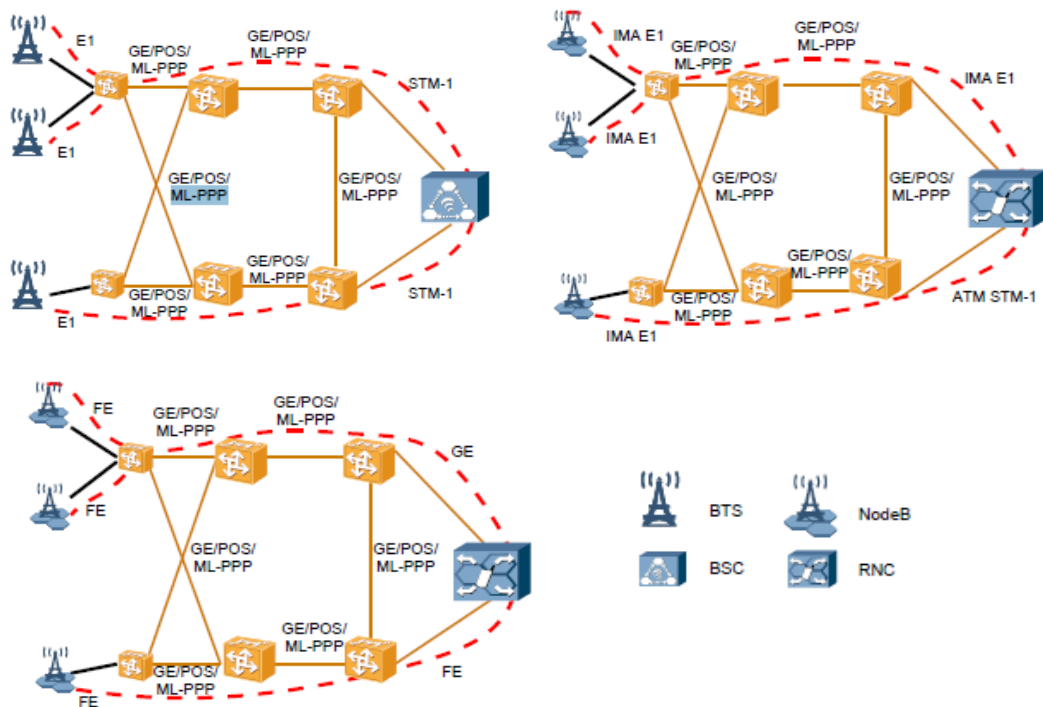 E1
GE/POS/
ML-PPP
GE/POS/
ML-PPP
STM-1
E1
GE/POS/
ML-PPP
GE/POS/
ML-PPP
GE/POS/
ML-PPP
GE/POS/
ML-PPP
STM-1
E1
IMA E1
GE/POS/
ML-PPP
GE/POS/
ML-PPP
IMA E1
IMA E1
GE/POS/
ML-PPP
GE/POS/
ML-PPP
GE/POS/
ML-PPP
GE/POS/
ML-PPP
ATM STM-1
IMA E1
FE
GE/POS/
ML-PPP
GE/POS/
ML-PPP
GE
FE
GE/POS/
ML-PPP
GE/POS/
ML-PPP
GE/POS/
ML-PPP
GE/POS/
ML-PPP
FE
FE
BTS
NodeB
BSC
RNC